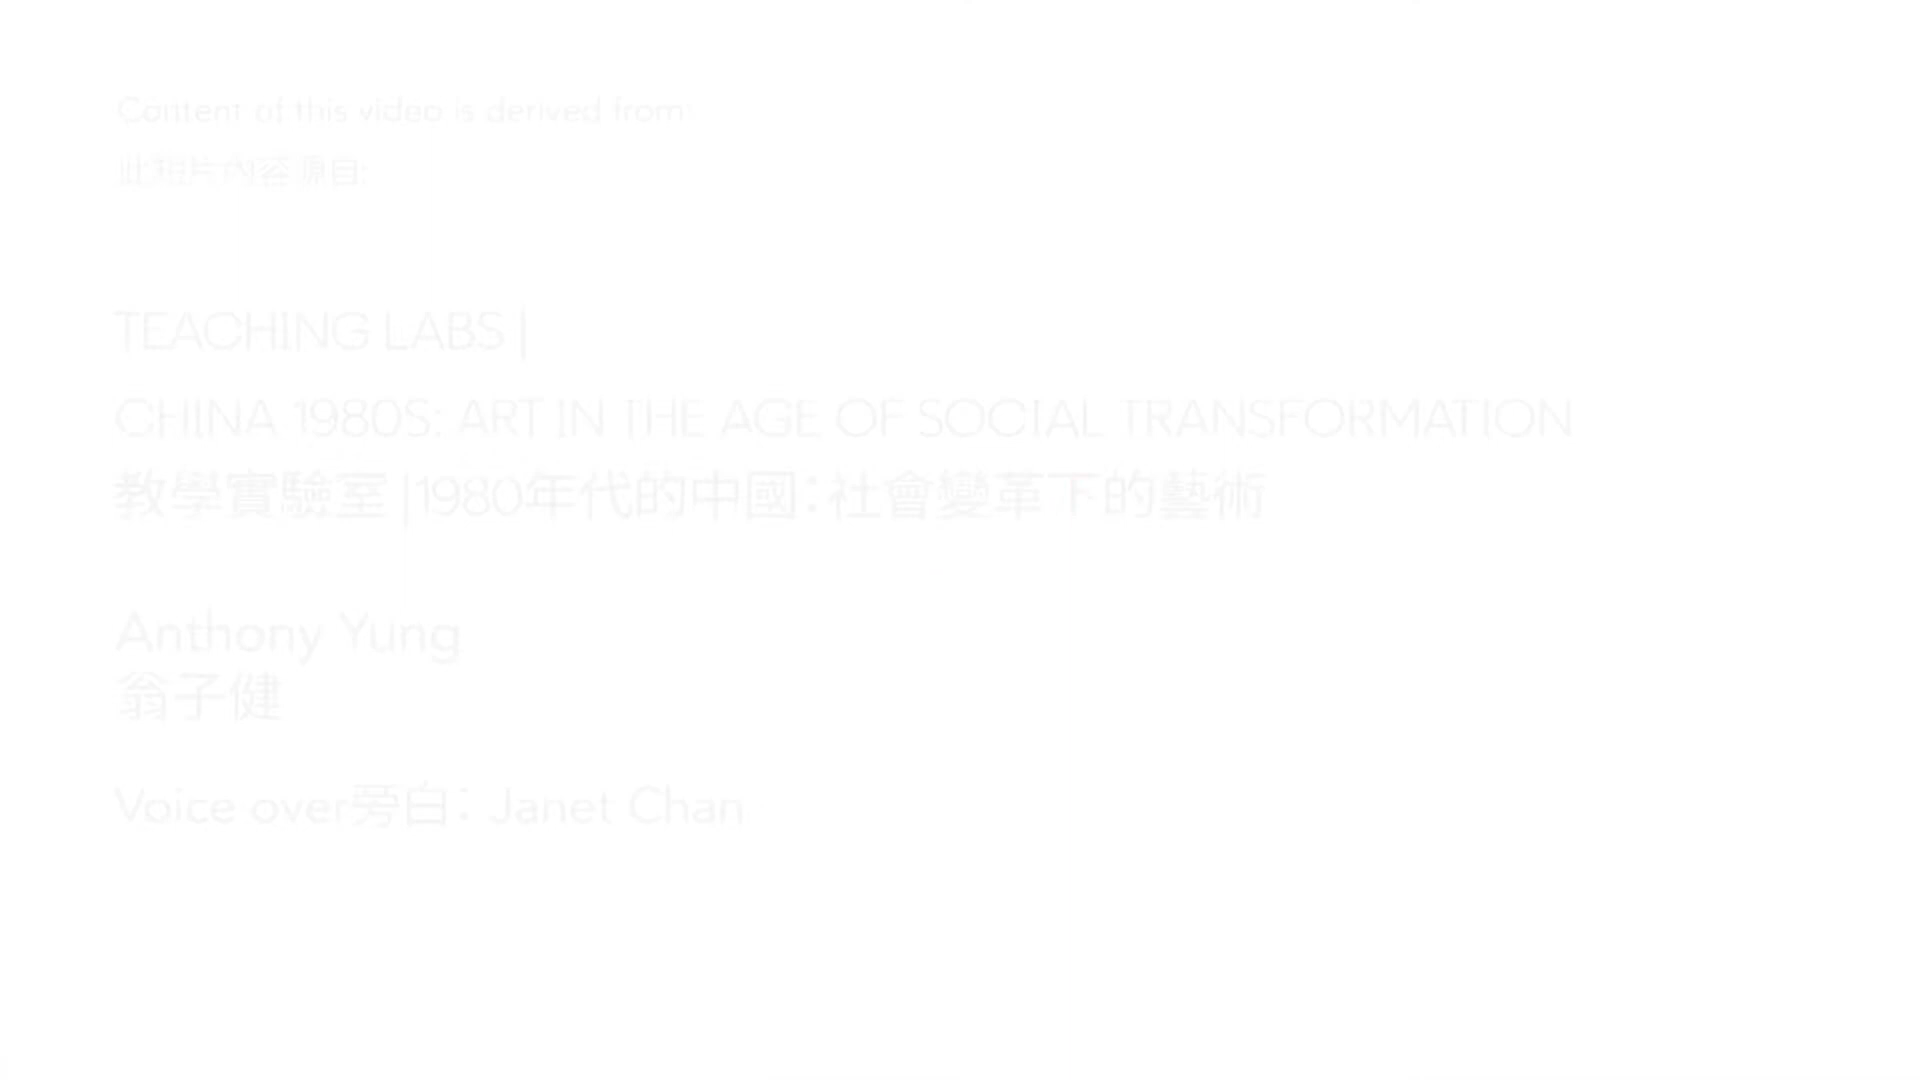 Content of this video is derived from:
此短片內容源自:
TEACHING LABS |
CHINA 1980S: ART IN THE AGE OF SOCIAL TRANSFORMATION
教學實驗室 |1980年代的中國：社會變革下的藝術
Anthony Yung
翁子健
Voice over旁白： Janet Chan